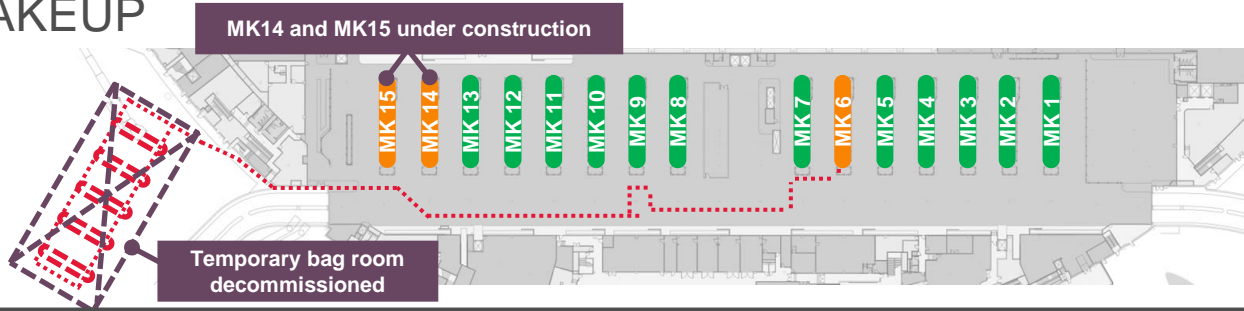 AKEUP
MK14 and MK15 under construction
MK 15
MK 14
MK 13
MK 12
MK 11
MK 10
MK 9
MK 8
MK 7
MK 6
MK 5
MK 4
MK 3
MK 2
MK 1
Temporary bag room
decommissioned